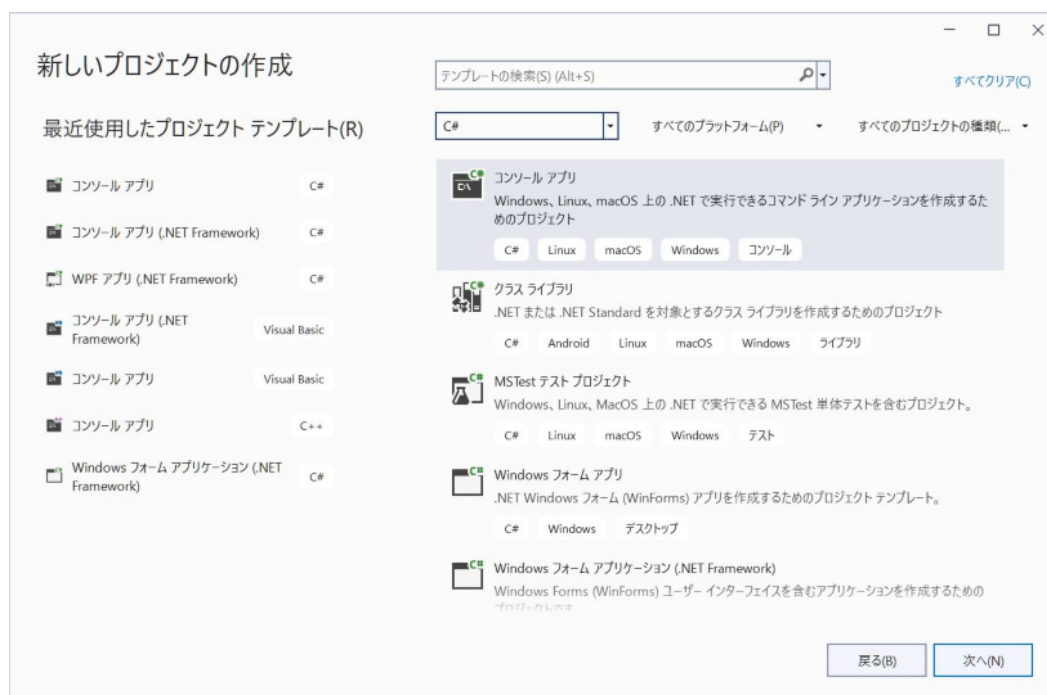 新しいプロジェクトの作成
テンプレートの検索(S) (Alt+S)
すべてクリア(C)
最近使用したプロジェクト テンプレート(R)
C#
すべてのプラットフォーム(P)
すべてのプロジェクトの種類(...
コンソール アプリ
C#
コンソール アプリ (.NET Framework)
C#
WPF アプリ (.NET Framework)
C#
コンソール アプリ (.NET
Framework)
Visual Basic
コンソール アプリ
Visual Basic
コンソール アプリ
C++
Windows フォーム アプリケーション (.NET
Framework)
C#
コンソール アプリ
Windows、Linux、macOS 上の .NET で実行できるコマンド ライン アプリケーションを作成するた
めのプロジェクト
C# Linux macOS Windows コンソール
クラス ライブラリ
.NET または .NET Standard を対象とするクラス ライブラリを作成するためのプロジェクト
C# Android Linux macOS Windows ライブラリ
MSTest テスト プロジェクト
Windows、Linux、MacOS 上の .NET で実行できる MSTest 単体テストを含むプロジェクト。
C# Linux macOS Windows テスト
Windows フォーム アプリ
.NET Windows フォーム (WinForms) アプリを作成するためのプロジェクト テンプレート。
C# Windows デスクトップ
Windows フォーム アプリケーション (.NET Framework)
Windows Forms (WinForms) ユーザー インターフェイスを含むアプリケーションを作成するための
プロジェクトです
戻る(B)
次へ(N)